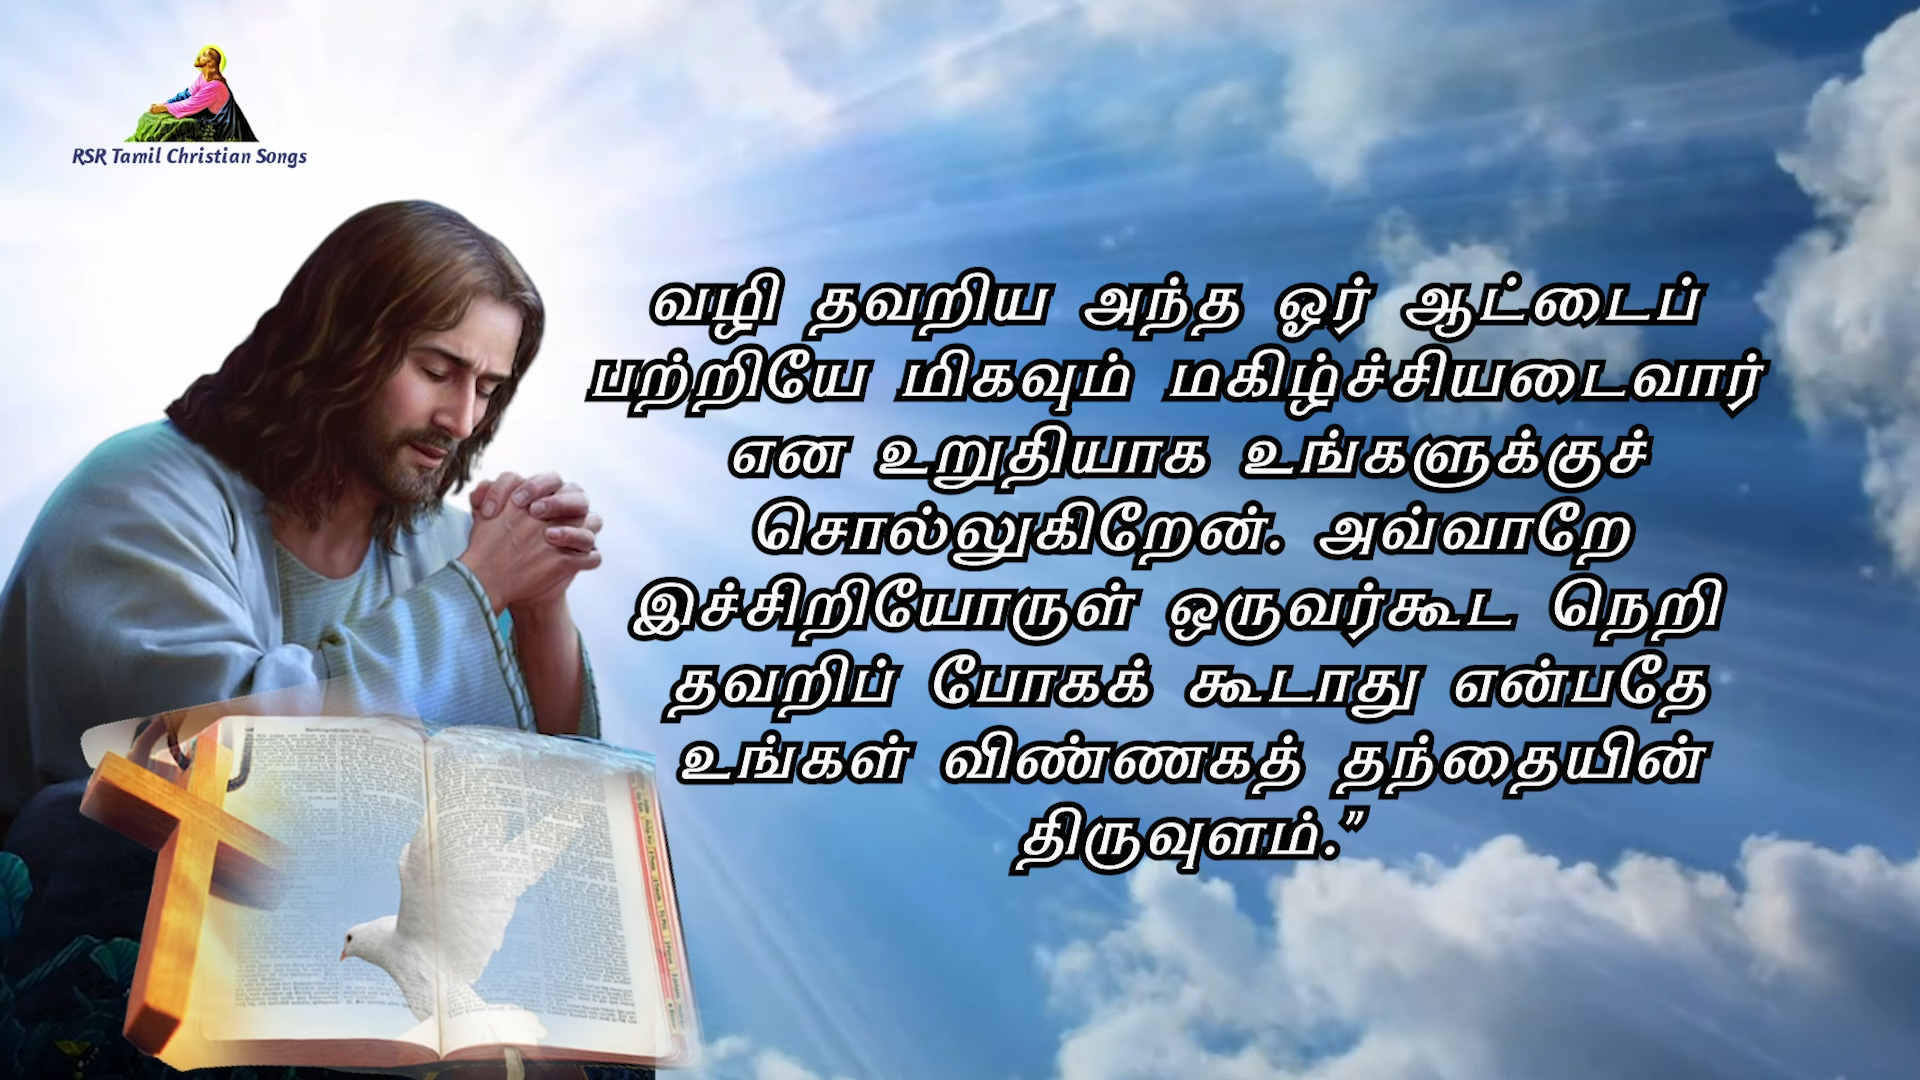 RSR Tamil Christian Songs
வழி தவறிய அந்த ஓர் ஆட்டைப்
பற்றியே மிகவும் மகிழ்ச்சியடைவார்
என உறுதியாக உங்களுக்குச்
சொல்லுகிறேன். அவ்வாறே
இச்சிறியோருள் ஒருவர்கூட நெறி
தவறிப் போகக் கூடாது என்பதே
உங்கள் விண்ணகத் தந்தையின்
திருவுளம்.”